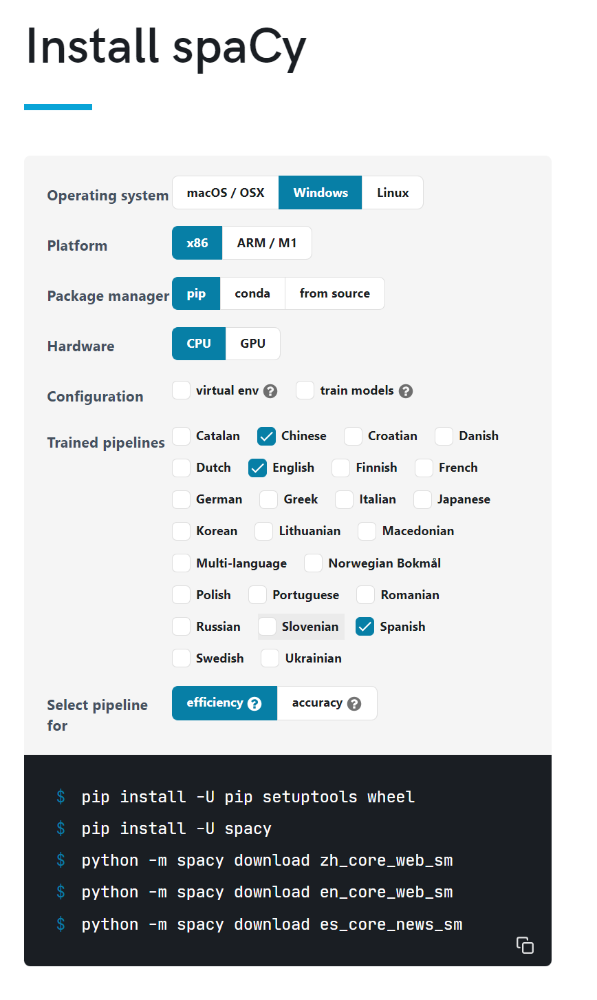 Install spaCy
Operating system macOS / OSX Windows Linux
Platform x86 ARM / M1
Package manager pip conda from source
Hardware CPU GPU
Configuration virtual env ? train models ?
Trained pipelines Catalan Chinese Croatian Danish
Dutch English Finnish French
German Greek Italian Japanese
Korean Lithuanian Macedonian
Multi-language Norwegian Bokmål
Polish Portuguese Romanian
Russian Slovenian Spanish
Swedish Ukrainian
Select pipeline for efficiency ? accuracy ?
$ pip install -U pip setuptools wheel
$ pip install -U spacy
$ python -m spacy download zh_core_web_sm
$ python -m spacy download en_core_web_sm
$ python -m spacy download es_core_news_sm